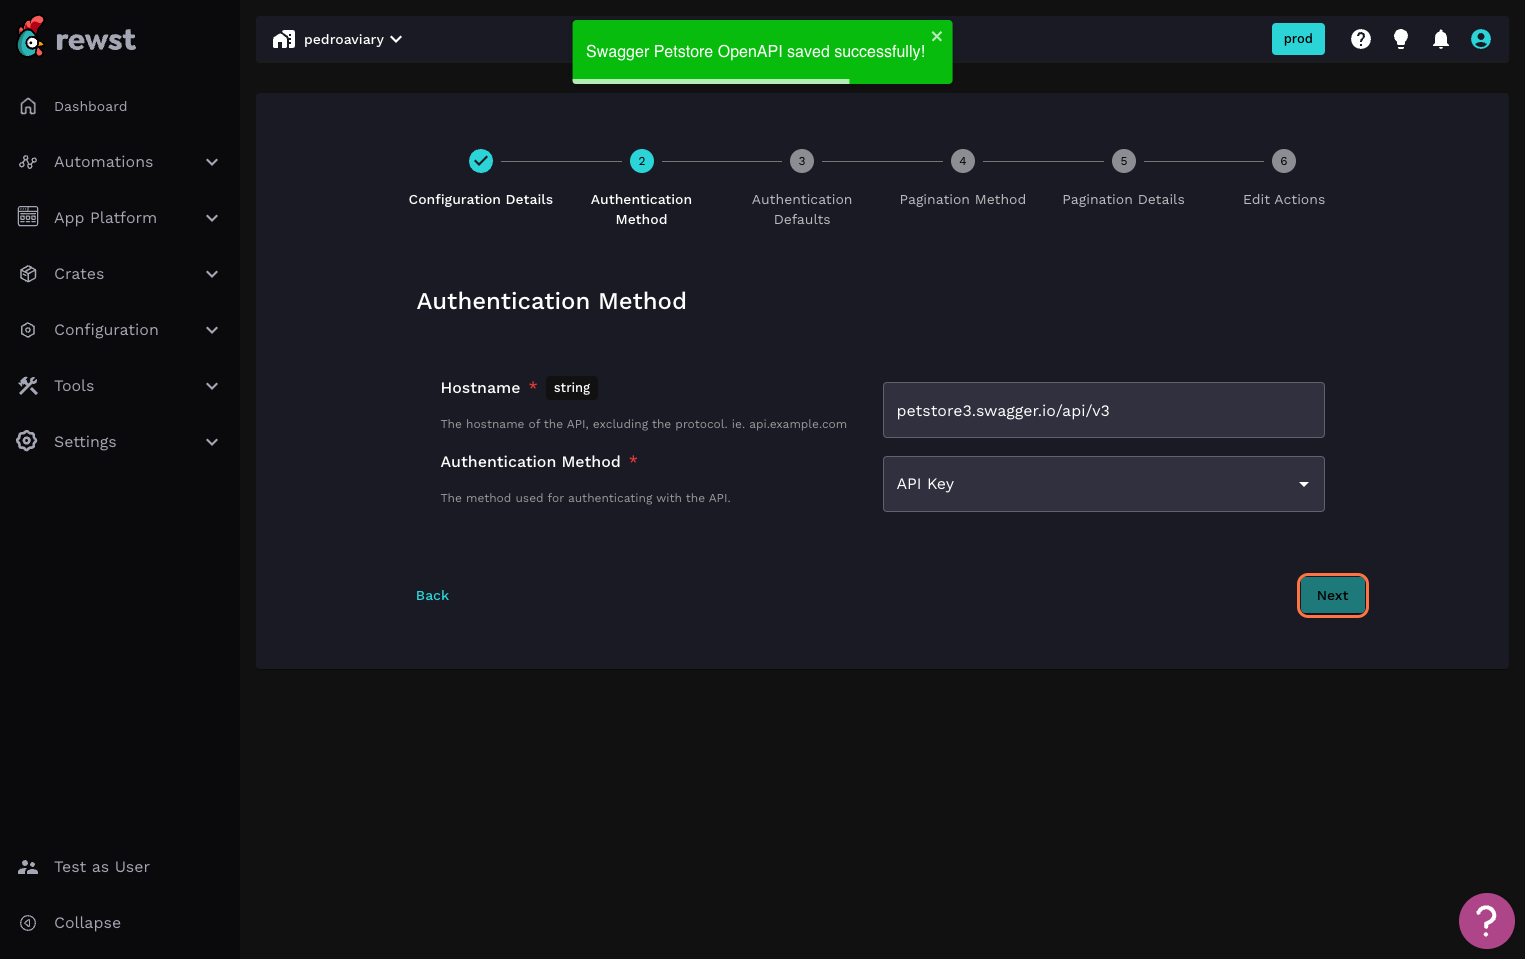 rewst
pedroaviary
Swagger Petstore OpenAPI saved successfully!
prod
Dashboard
Automations
App Platform
Crates
Configuration
Tools
Settings
Test as User
Collapse
2
3
4
5
6
Configuration Details
Authentication
Method
Authentication
Defaults
Pagination Method
Pagination Details
Edit Actions
Authentication Method
Hostname * string
petstore3.swagger.io/api/v3
The hostname of the API, excluding the protocol. ie. api.example.com
Authentication Method *
API Key
The method used for authenticating with the API.
Back
Next
?